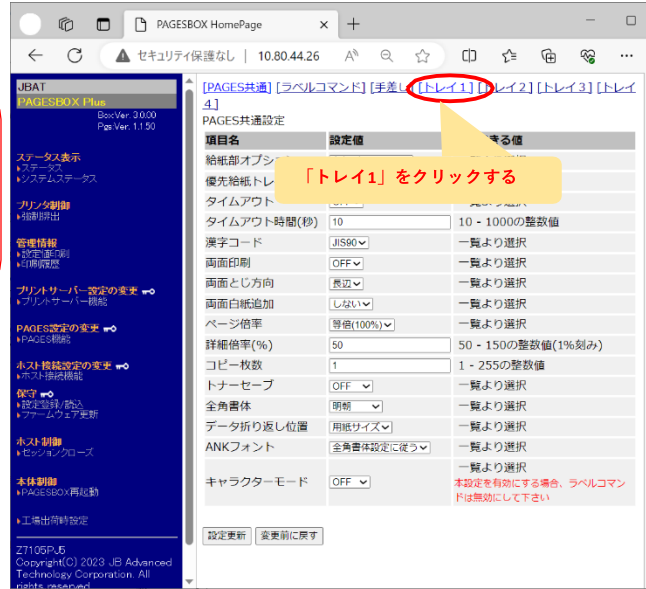 PAGESBOX HomePage
セキュリティ保護なし | 10.80.44.26
JBAT
PAGESBOX Plus
BoxVer. 3.0.00
PgsVer. 1.1.50
ステータス表示
ステータス
システムステータス
プリンタ制御
強制排出
管理情報
設定値印刷
印刷履歴
プリントサーバー設定の変更
プリントサーバー機能
PAGES設定の変更
PAGES機能
ホスト接続設定の変更
ホスト接続機能
保守
設定登録/読込
ファームウェア更新
ホスト制御
セッションクローズ
本体制御
PAGESBOX再起動
工場出荷時設定
Z7105PJ5
Copyright(C) 2023 JB Advanced
Technology Corporation. All
rights reserved
[PAGES共通] [ラベルコマンド] [手差し] [トレイ1] [トレイ2] [トレイ3] [トレイ
4]
PAGES共通設定
項目名 設定値 きる値
給紙部オプシ
優先給紙トレ
「トレイ1」をクリックする
タイムアウト OFF 一覧より選択
タイムアウト時間(秒) 10 10 - 1000の整数値
漢字コード JIS90 一覧より選択
両面印刷 OFF 一覧より選択
両面とじ方向 長辺 一覧より選択
両面白紙追加 しない 一覧より選択
ページ倍率 等倍(100%) 一覧より選択
詳細倍率(%) 50 50 - 150の整数値(1%刻み)
コピー枚数 1 1 - 255の整数値
トナーセーブ OFF 一覧より選択
全角書体 明朝 一覧より選択
データ折り返し位置 用紙サイズ 一覧より選択
ANKフォント 全角書体設定に従う 一覧より選択
キャラクターモード OFF 一覧より選択
本設定を有効にする場合、ラベルコマン
ドは無効にして下さい
設定更新 変更前に戻す